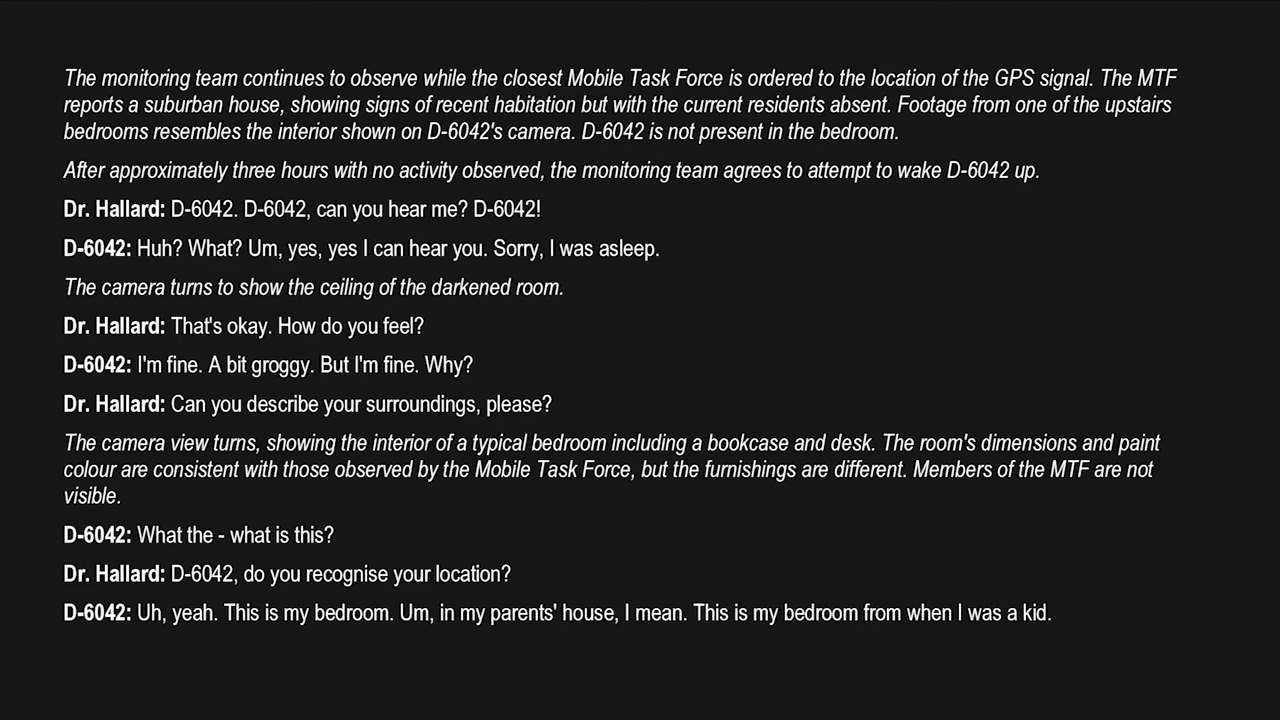 The monitoring team continues to observe while the closest Mobile Task Force is ordered to the location of the GPS signal. The MTF
reports a suburban house, showing signs of recent habitation but with the current residents absent. Footage from one of the upstairs
bedrooms resembles the interior shown on D-6042's camera. D-6042 is not present in the bedroom.
After approximately three hours with no activity observed, the monitoring team agrees to attempt to wake D-6042 up.
Dr. Hallard: D-6042. D-6042, can you hear me? D-6042!
D-6042: Huh? What? Um, yes, yes I can hear you. Sorry, I was asleep.
The camera turns to show the ceiling of the darkened room.
Dr. Hallard: That's okay. How do you feel?
D-6042: I'm fine. A bit groggy. But I'm fine. Why?
Dr. Hallard: Can you describe your surroundings, please?
The camera view turns, showing the interior of a typical bedroom including a bookcase and desk. The room's dimensions and paint
colour are consistent with those observed by the Mobile Task Force, but the furnishings are different. Members of the MTF are not
visible.
D-6042: What the - what is this?
Dr. Hallard: D-6042, do you recognise your location?
D-6042: Uh, yeah. This is my bedroom. Um, in my parents' house, I mean. This is my bedroom from when I was a kid.